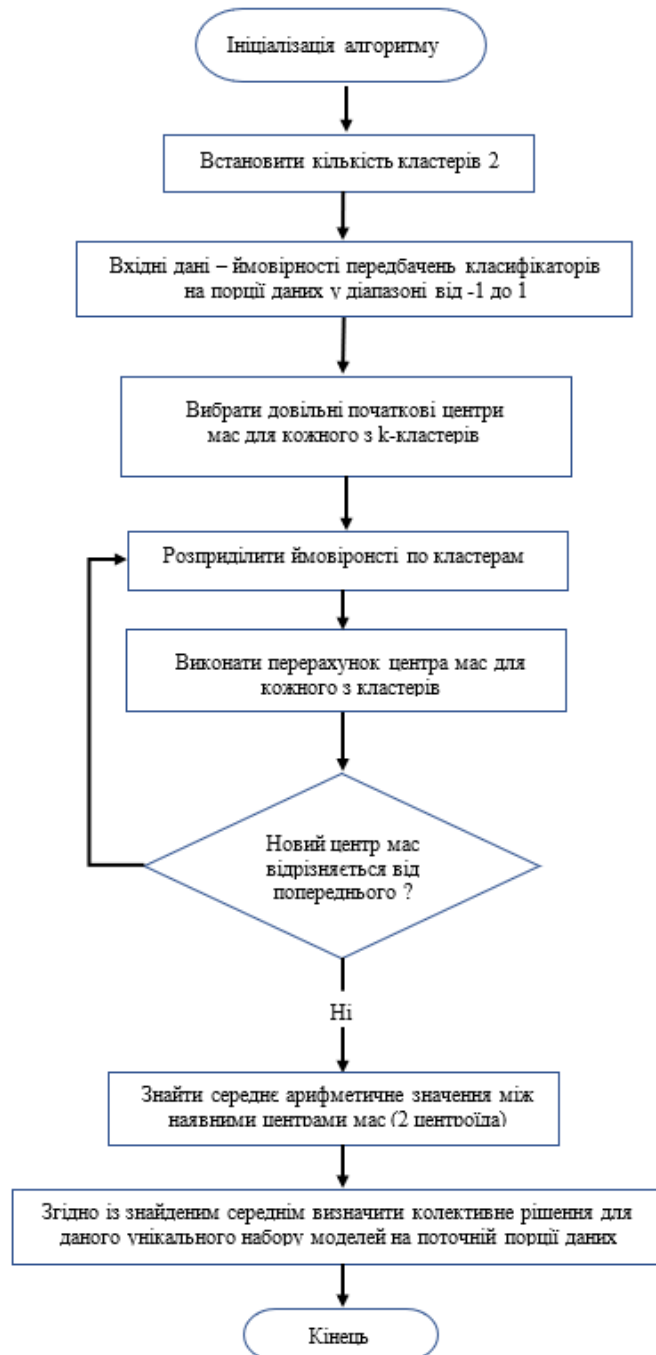 Ініціалізація алгоритму
Встановити кількість кластерів 2
Вхідні дані – ймовірності передбачень класифікаторів
на порції даних у діапазоні від -1 до 1
Вибрати довільні початкові центри
мас для кожного з k-кластерів
Розприділити ймовіронсті по кластерам
Виконати перерахунок центра мас для
кожного з кластерів
Новий центр мас
відрізняється від
попереднього ?
Ні
Знайти середнє арифметичне значення між
наявними центрами мас (2 центроїда)
Згідно із знайденим середнім визначити колективне рішення для
даного унікального набору моделей на поточній порції даних
Кінець